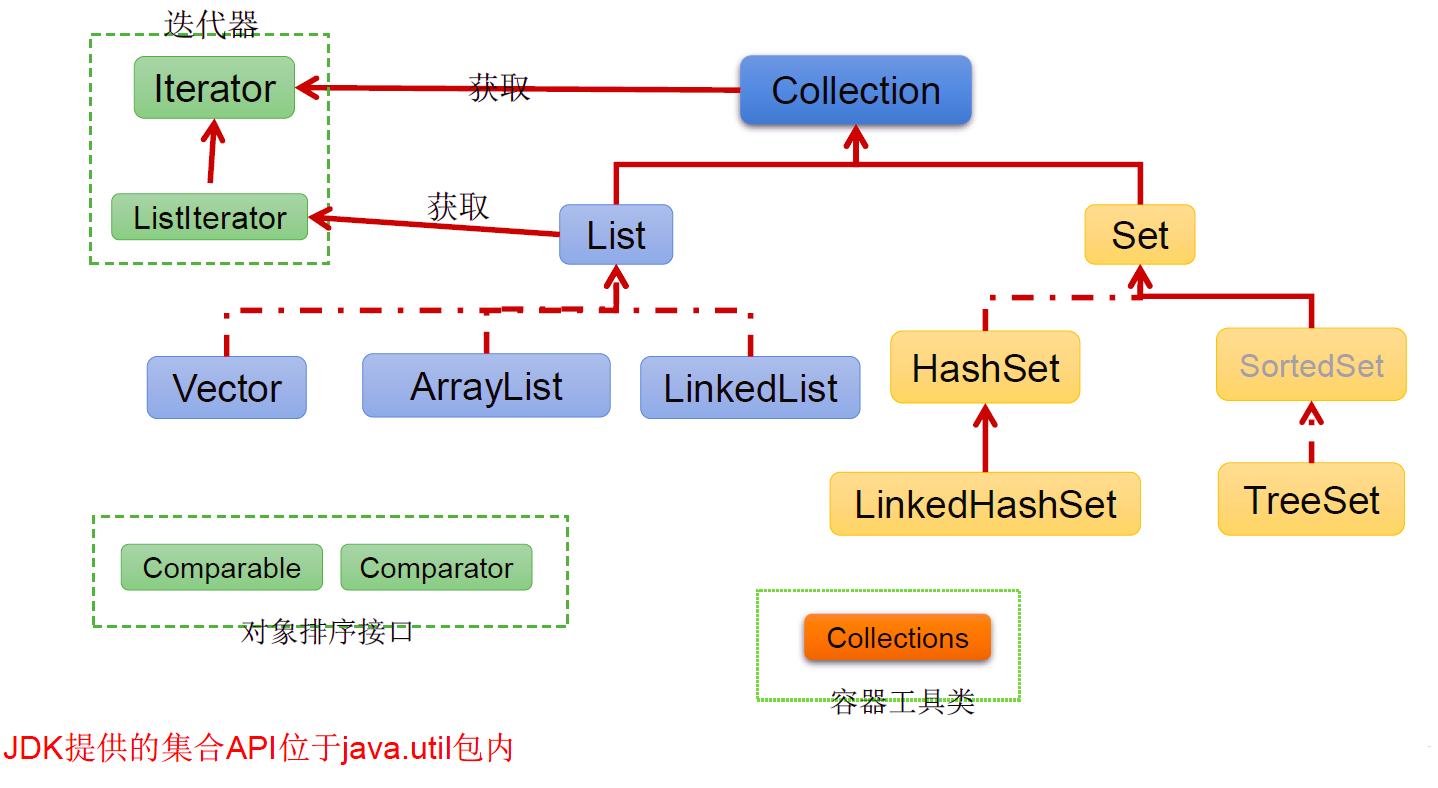 迭代器
Iterator
获取
Collection
ListIterator
获取
List
Set
Vector
ArrayList
LinkedList
HashSet
SortedSet
LinkedHashSet
TreeSet
Comparable
Comparator
对象排序接口
Collections
容器工具类
JDK提供的集合API位于java.util包内